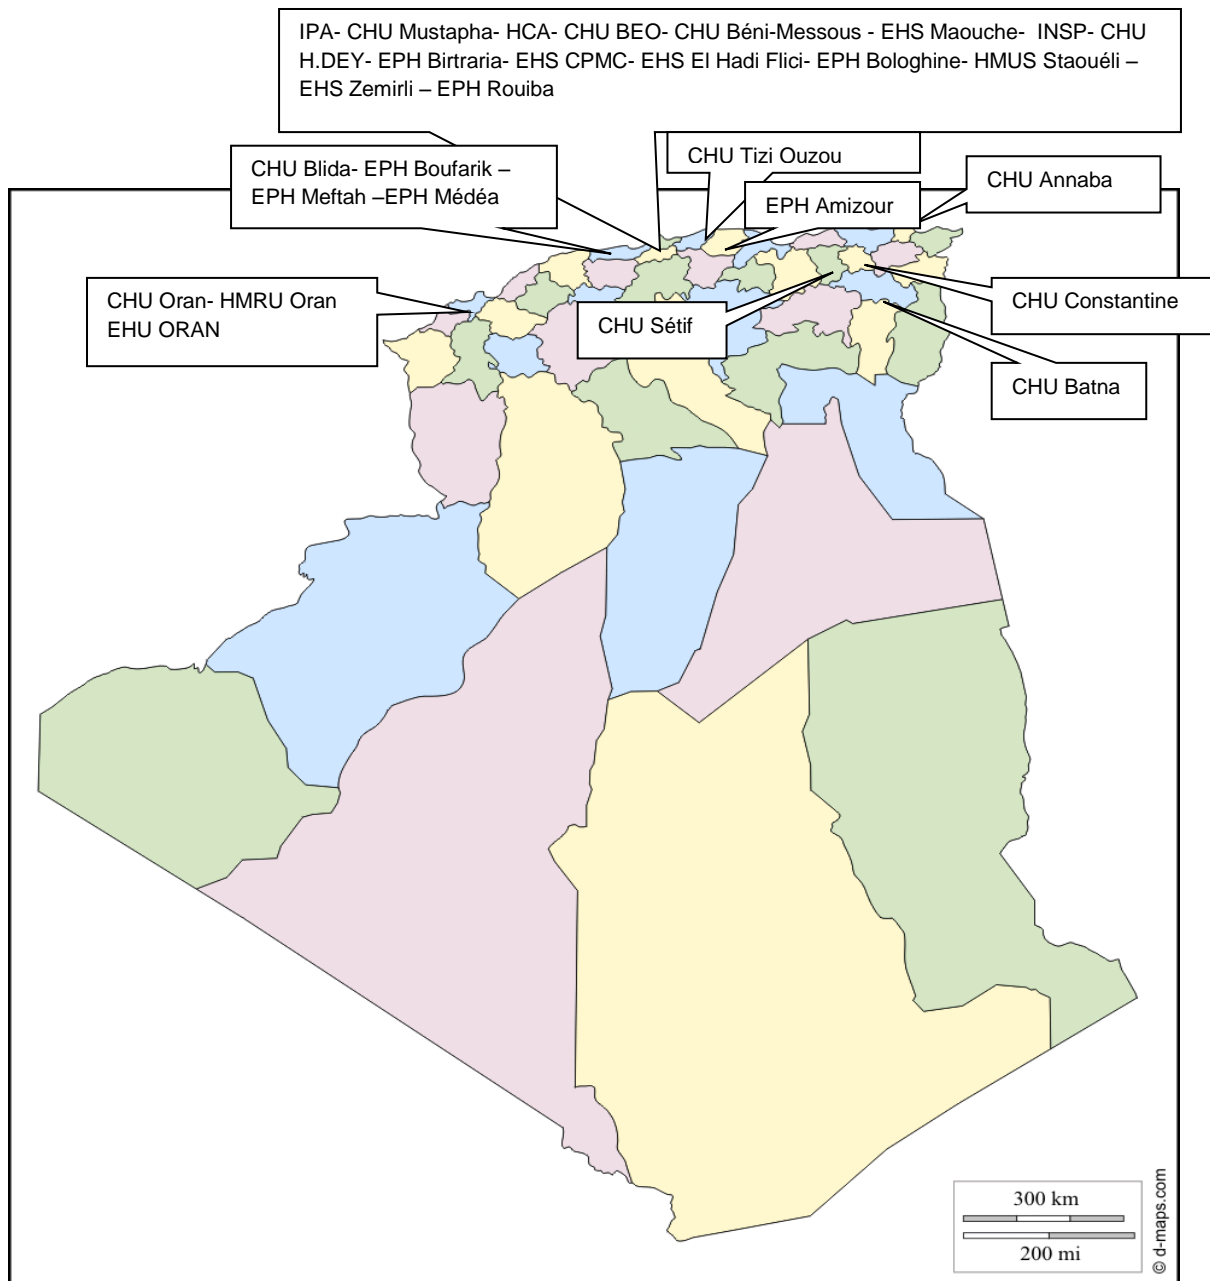 IPA- CHU Mustapha- HCA- CHU BEO- CHU Béni-Messous - EHS Maouche- INSP- CHU
H.DEY- EPH Birtraria- EHS CPMC- EHS El Hadi Flici- EPH Bologhine- HMUS Staouéli –
EHS Zemirli – EPH Rouiba
CHU Tizi Ouzou
CHU Blida- EPH Boufarik –
EPH Meftah –EPH Médéa
CHU Annaba
EPH Amizour
CHU Oran- HMRU Oran
EHU ORAN
CHU Constantine
CHU Sétif
CHU Batna
300 km
200 mi
© d-maps.com